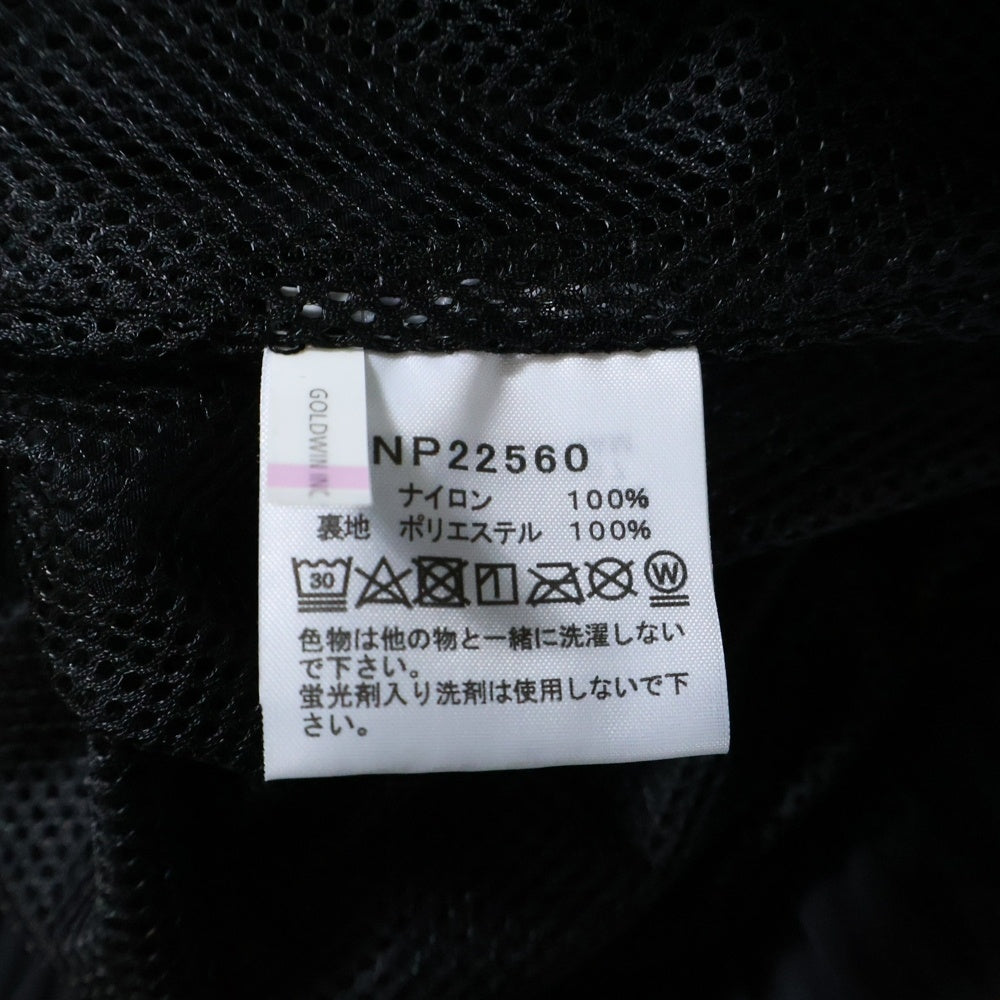 GOLDWIN INC
NP22560
ナイロン 100%
裏地 ポリエステル 100%
30
W
色物は他の物と一緒に洗濯しない
で下さい。
蛍光剤入り洗剤は使用しないで下
さい。